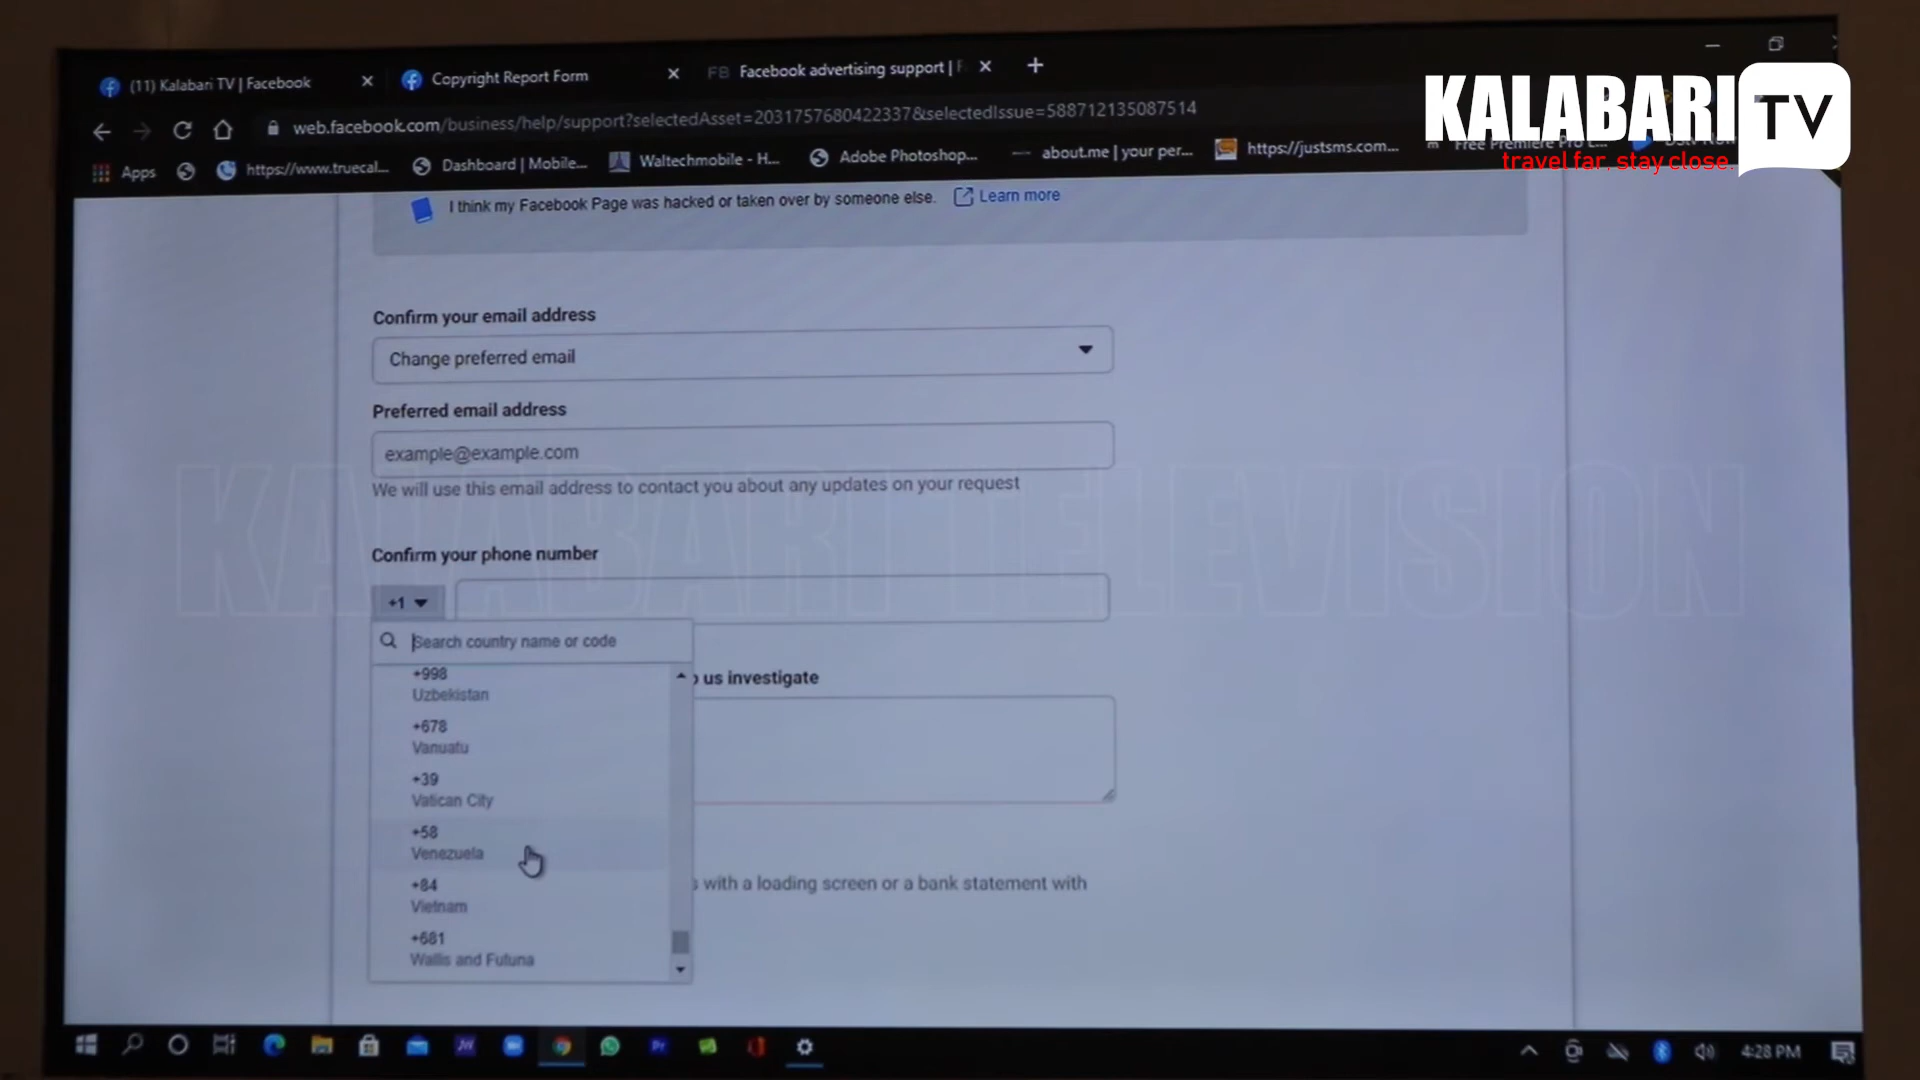 (11) Kalabari TV | Facebook
Copyright Report Form
Facebook advertising support |
KALABARI TV
travel far. stay close.
web.facebook.com/business/help/support?selectedAsset=2031757680422337&selectedIssue=588712135087514
Apps
https://www.truecal...
Dashboard | Mobile...
Waltechmobile - H...
Adobe Photoshop...
about.me | your per...
https://justsms.com...
Free Premiere Pro
I think my Facebook Page was hacked or taken over by someone else. Learn more
Confirm your email address
Change preferred email
Preferred email address
example@example.com
We will use this email address to contact you about any updates on your request
KALABARI TELEVISION
Confirm your phone number
+1
Search country name or code
us investigate
+998
Uzbekistan
+678
Vanuatu
+39
Vatican City
+58
Venezuela
+84
Vietnam
with a loading screen or a bank statement with
+681
Wallis and Futuna
4:28 PM